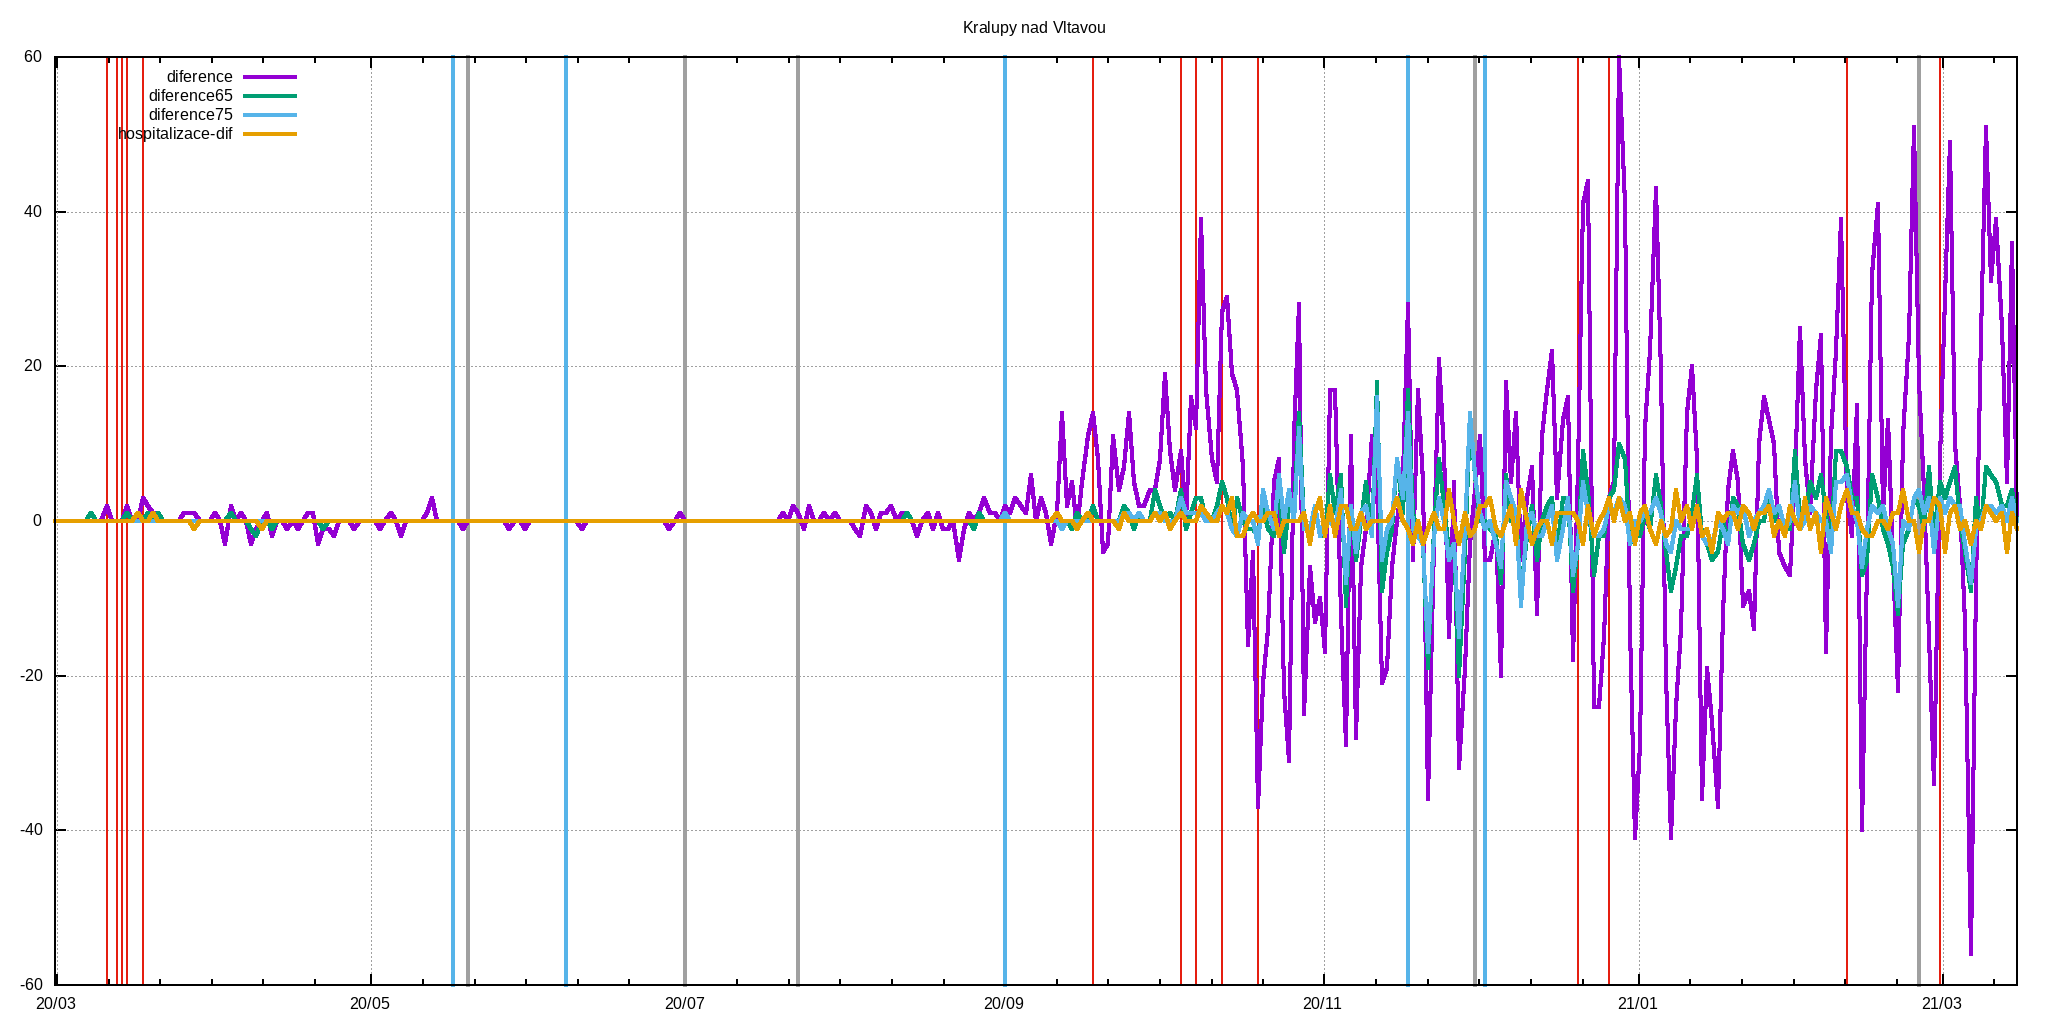 Kralupy nad Vltavou
60
40
20
0
-20
-40
-60
diference
diference65
diference75
hospitalizace-dif
20/03
20/05
20/07
20/09
20/11
21/01
21/03